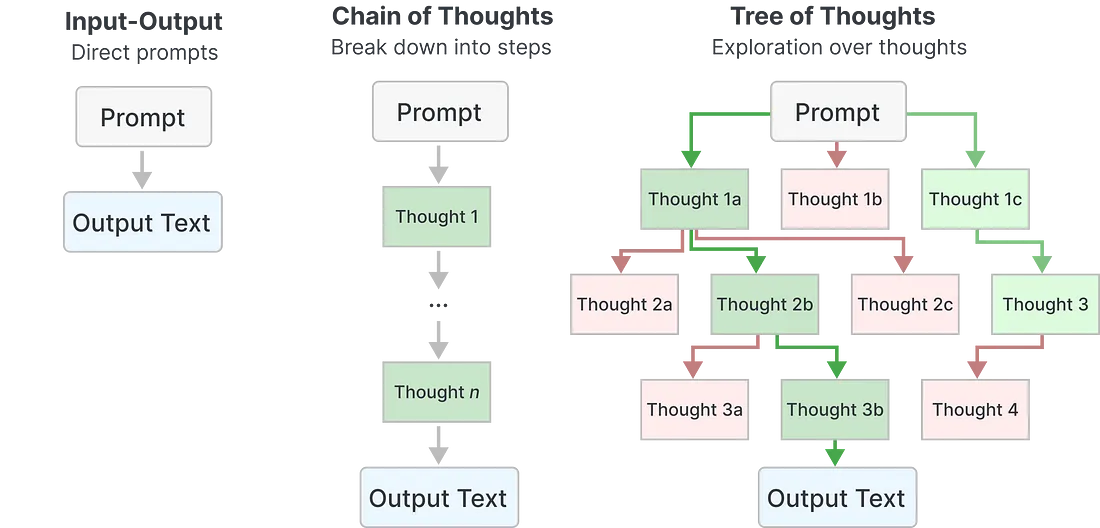 Input-Output
Direct prompts
Prompt
Output Text
Chain of Thoughts
Break down into steps
Prompt
Thought 1
...
Thought n
Output Text
Tree of Thoughts
Exploration over thoughts
Prompt
Thought 1a
Thought 1b
Thought 1c
Thought 2a
Thought 2b
Thought 2c
Thought 3
Thought 3a
Thought 3b
Thought 4
Output Text